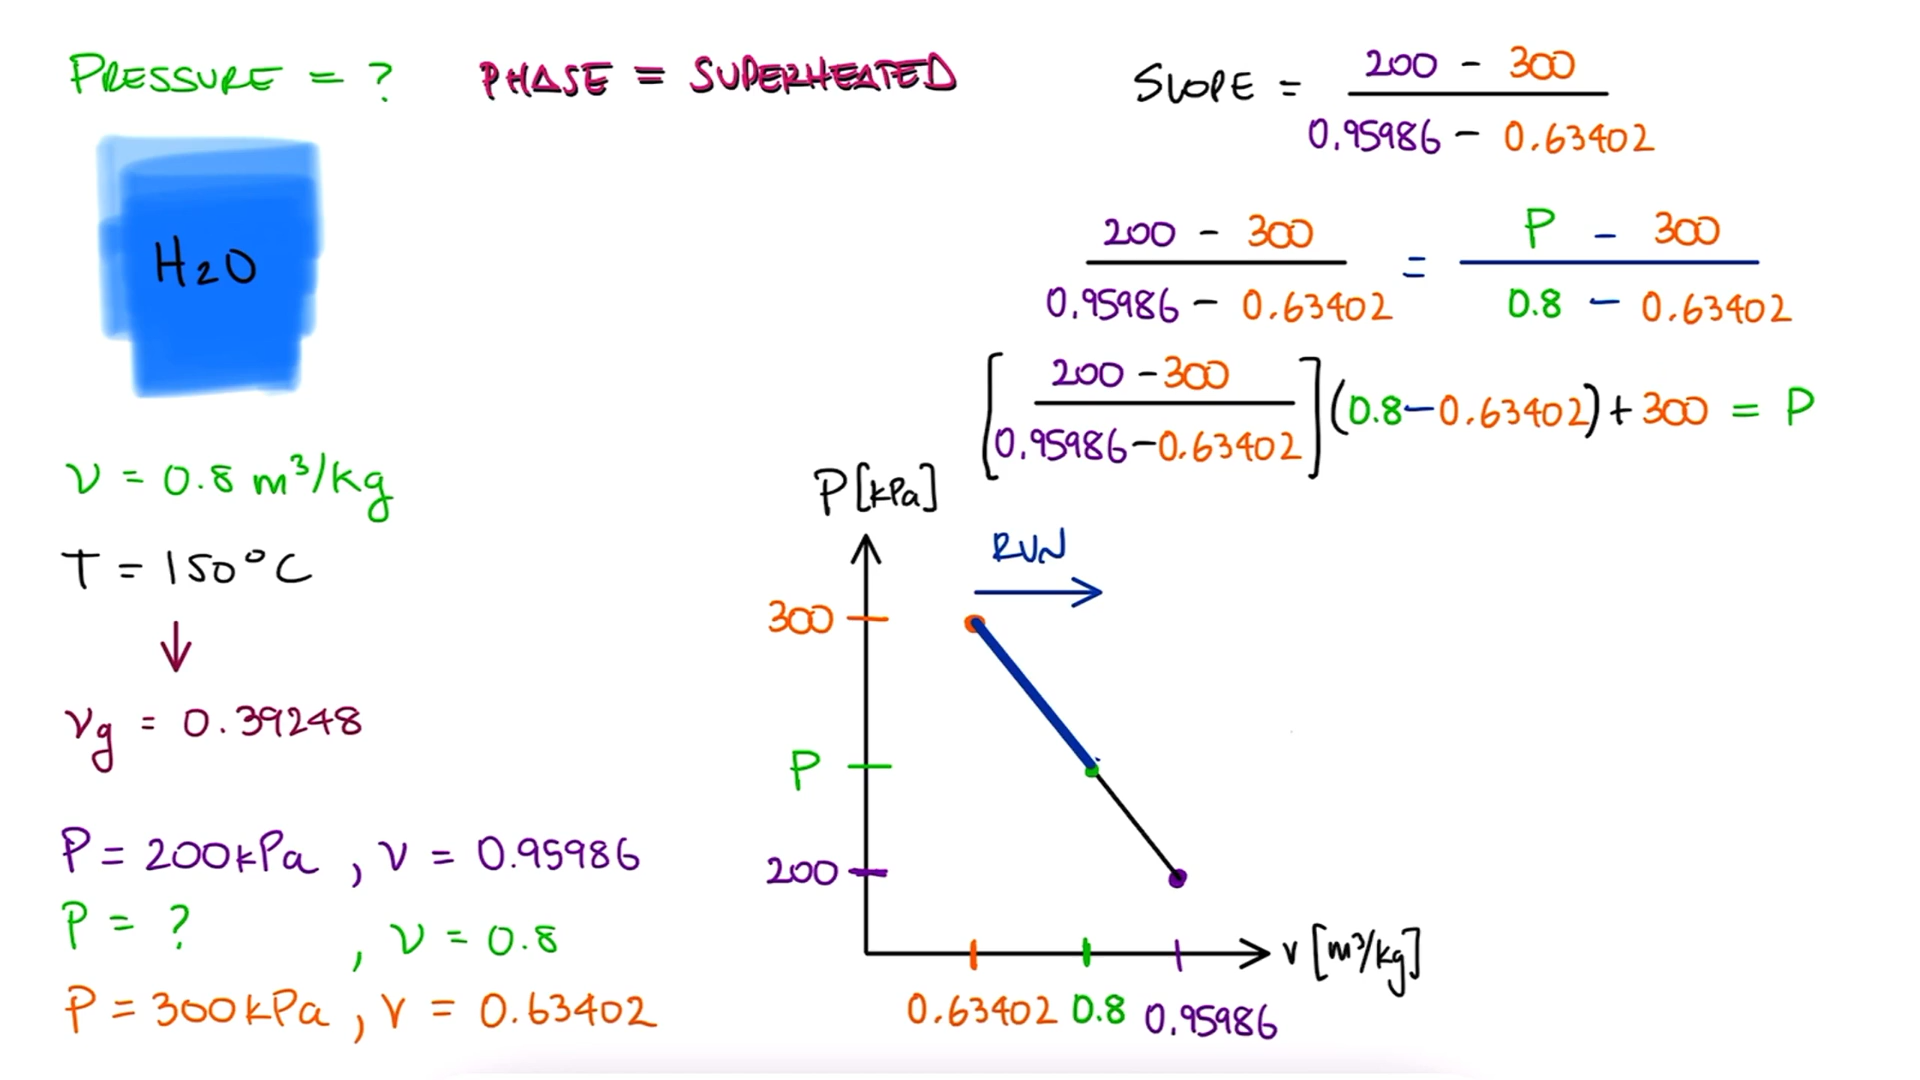 PRESSURE = ?
PHASE = SUPERHEATED
H2O
ν = 0.8 m³/kg
T = 150°C
↓
νg = 0.39248
P = 200kPa , ν = 0.95986
P = ? , ν = 0.8
P = 300kPa , ν = 0.63402
SLOPE = 200 - 300
0.95986 - 0.63402
200 - 300 = P - 300
0.95986 - 0.63402 0.8 - 0.63402
[200 - 300
0.95986 - 0.63402](0.8 - 0.63402) + 300 = P
P[kPa]
RUN
300
P
200
ν [m³/kg]
0.63402 0.8 0.95986